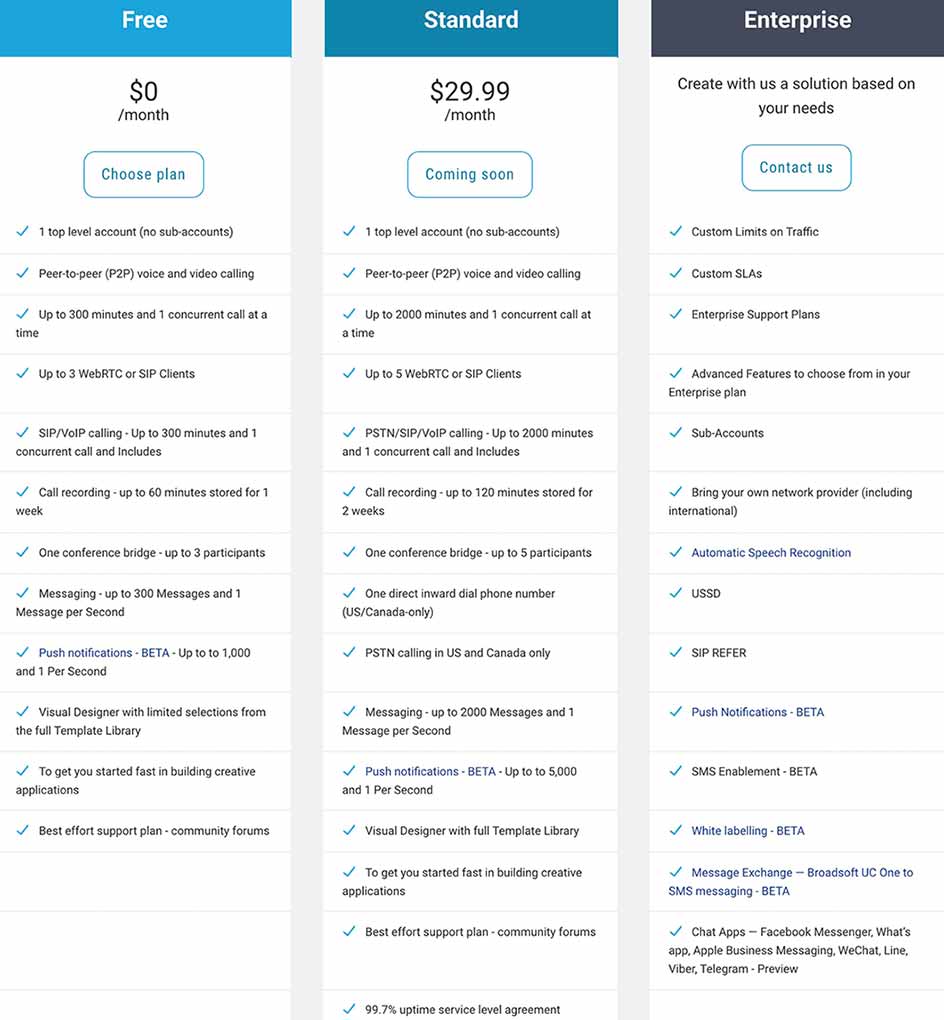 Free
$0
/month
Choose plan
1 top level account (no sub-accounts)
Peer-to-peer (P2P) voice and video calling
Up to 300 minutes and 1 concurrent call at a
time
Up to 3 WebRTC or SIP Clients
SIP/VoIP calling - Up to 300 minutes and 1
concurrent call and Includes
Call recording - up to 60 minutes stored for 1
week
One conference bridge - up to 3 participants
Messaging - up to 300 Messages and 1
Message per Second
Push notifications - BETA - Up to to 1,000
and 1 Per Second
Visual Designer with limited selections from
the full Template Library
To get you started fast in building creative
applications
Best effort support plan - community forums
Standard
$29.99
/month
Coming soon
1 top level account (no sub-accounts)
Peer-to-peer (P2P) voice and video calling
Up to 2000 minutes and 1 concurrent call at
a time
Up to 5 WebRTC or SIP Clients
PSTN/SIP/VoIP calling - Up to 2000 minutes
and 1 concurrent call and Includes
Call recording - up to 120 minutes stored for
2 weeks
One conference bridge - up to 5 participants
One direct inward dial phone number
(US/Canada-only)
PSTN calling in US and Canada only
Messaging - up to 2000 Messages and 1
Message per Second
Push notifications - BETA - Up to to 5,000
and 1 Per Second
Visual Designer with full Template Library
To get you started fast in building creative
applications
Best effort support plan - community forums
99.7% uptime service level agreement
Enterprise
Create with us a solution based on
your needs
Contact us
Custom Limits on Traffic
Custom SLAs
Enterprise Support Plans
Advanced Features to choose from in your
Enterprise plan
Sub-Accounts
Bring your own network provider (including
international)
Automatic Speech Recognition
USSD
SIP REFER
Push Notifications - BETA
SMS Enablement - BETA
White labelling - BETA
Message Exchange — Broadsoft UC One to
SMS messaging - BETA
Chat Apps — Facebook Messenger, What's
app, Apple Business Messaging, WeChat, Line,
Viber, Telegram - Preview